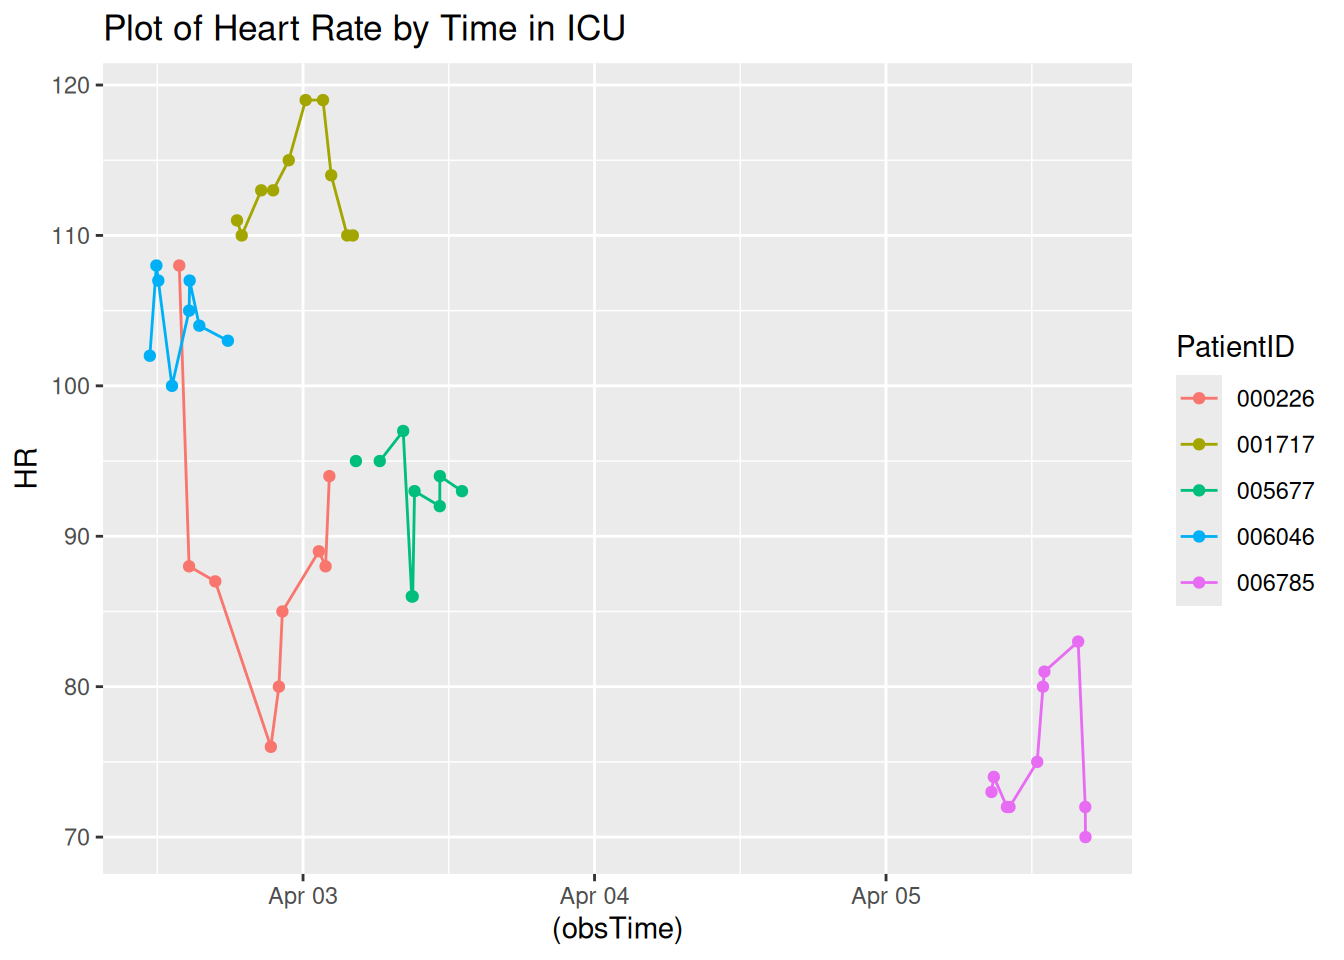 Plot of Heart Rate by Time in ICU
120
110
100
90
80
70
HR
Apr 03
Apr 04
Apr 05
(obsTime)
PatientID
000226
001717
005677
006046
006785